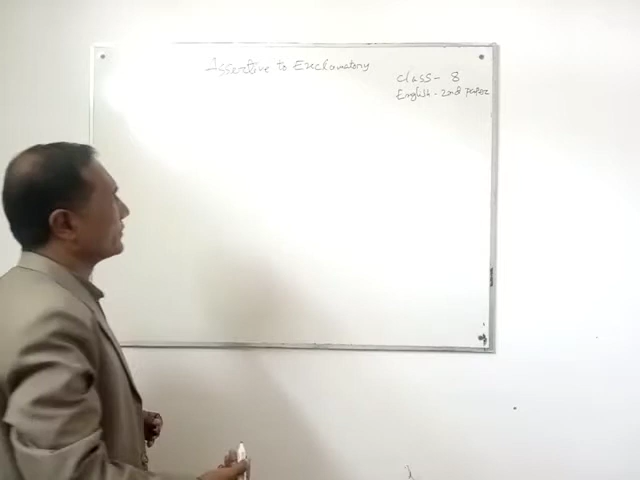 Assertive to Exclamatory
class- 8
English - 2nd paper